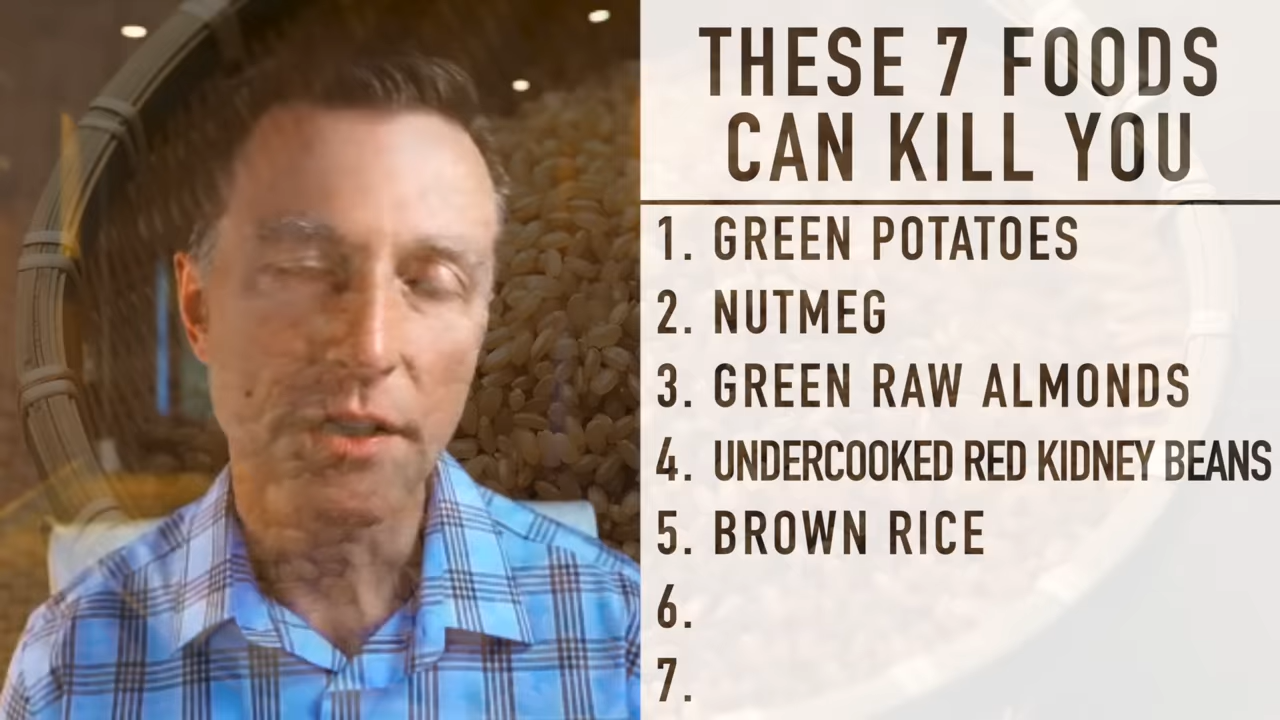 THESE 7 FOODS
CAN KILL YOU
1. GREEN POTATOES
2. NUTMEG
3. GREEN RAW ALMONDS
4. UNDERCOOKED RED KIDNEY BEANS
5. BROWN RICE
6.
7.